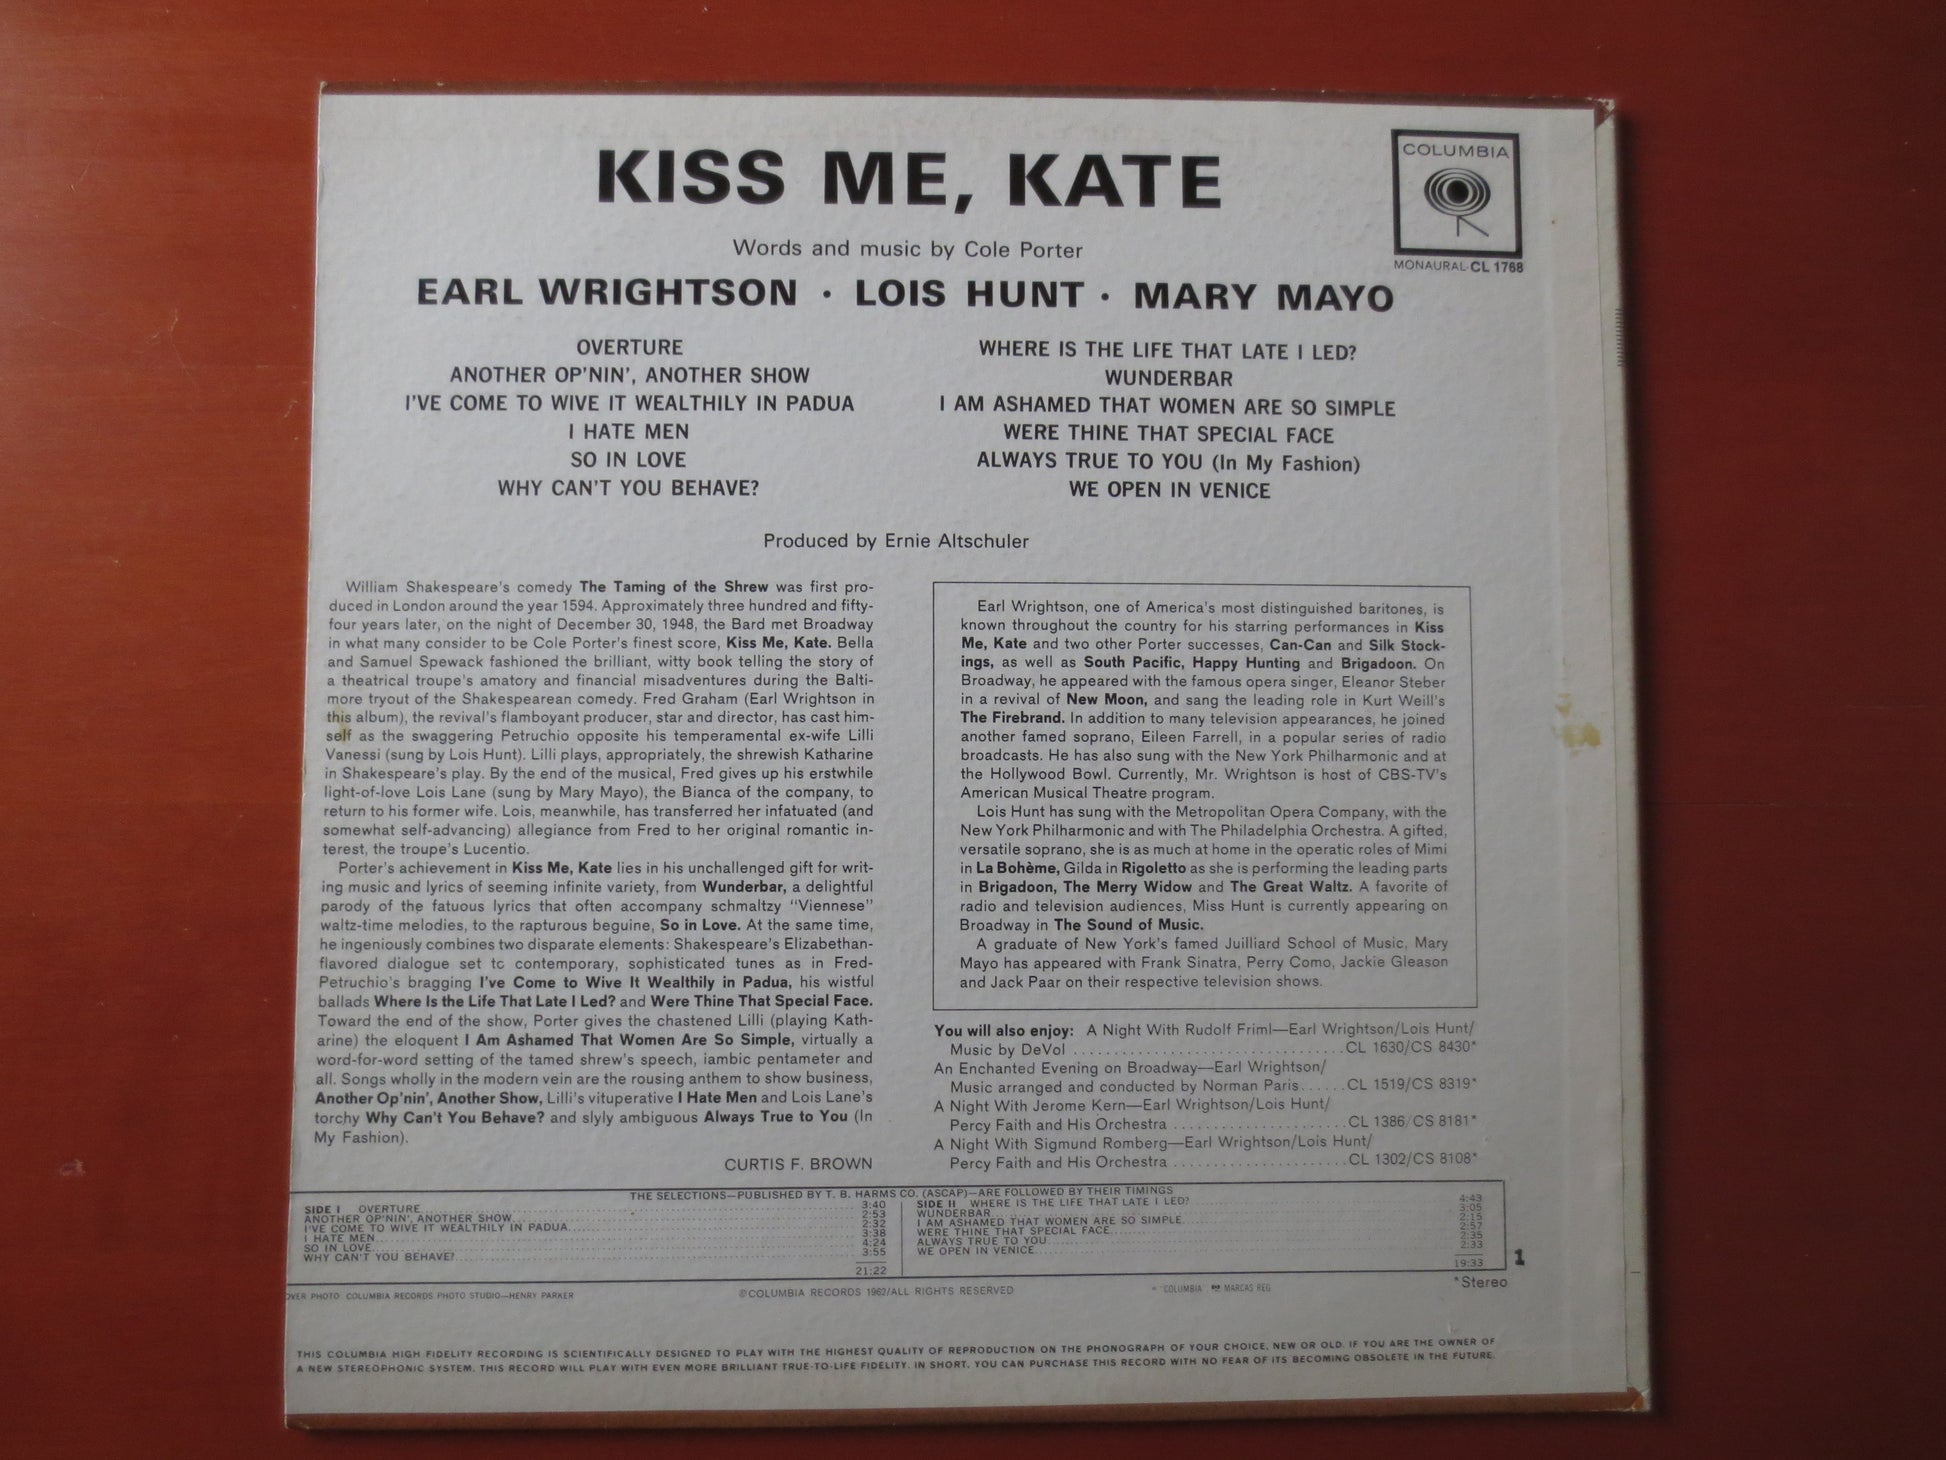 KISS ME, KATE
COLUMBIA
MONAURAL-CL 1768
Words and music by Cole Porter
EARL WRIGHTSON • LOIS HUNT • MARY MAYO
OVERTURE
ANOTHER OP'NIN', ANOTHER SHOW
I'VE COME TO WIVE IT WEALTHILY IN PADUA
I HATE MEN
SO IN LOVE
WHY CAN'T YOU BEHAVE?
WHERE IS THE LIFE THAT LATE I LED?
WUNDERBAR
I AM ASHAMED THAT WOMEN ARE SO SIMPLE
WERE THINE THAT SPECIAL FACE
ALWAYS TRUE TO YOU (In My Fashion)
WE OPEN IN VENICE
Produced by Ernie Altschuler
William Shakespeare's comedy The Taming of the Shrew was first pro-
duced in London around the year 1594. Approximately three hundred and fifty-
four years later, on the night of December 30, 1948, the Bard met Broadway
in what many consider to be Cole Porter's finest score, Kiss Me, Kate. Bella
and Samuel Spewack fashioned the brilliant, witty book telling the story of
a theatrical troupe's amatory and financial misadventures during the Balti-
more tryout of the Shakespearean comedy. Fred Graham (Earl Wrightson in
this album), the revival's flamboyant producer, star and director, has cast him-
self as the swaggering Petruchio opposite his temperamental ex-wife Lilli
Vanessi (sung by Lois Hunt). Lilli plays, appropriately, the shrewish Katharine
in Shakespeare's play. By the end of the musical, Fred gives up his erstwhile
light-of-love Lois Lane (sung by Mary Mayo), the Bianca of the company, to
return to his former wife. Lois, meanwhile, has transferred her infatuated (and
somewhat self-advancing) allegiance from Fred to her original romantic in-
terest, the troupe's Lucentio.
Porter's achievement in Kiss Me, Kate lies in his unchallenged gift for writ-
ing music and lyrics of seeming infinite variety, from Wunderbar, a delightful
parody of the fatuous lyrics that often accompany schmaltzy "Viennese"
waltz-time melodies, to the rapturous beguine, So in Love. At the same time,
he ingeniously combines two disparate elements: Shakespeare's Elizabethan-
flavored dialogue set to contemporary, sophisticated tunes as in Fred-
Petruchio's bragging I've Come to Wive It Wealthily in Padua, his wistful
ballads Where Is the Life That Late I Led? and Were Thine That Special Face.
Toward the end of the show, Porter gives the chastened Lilli (playing Kath-
arine) the eloquent I Am Ashamed That Women Are So Simple, virtually a
word-for-word setting of the tamed shrew's speech, iambic pentameter and
all. Songs wholly in the modern vein are the rousing anthem to show business,
Another Op'nin', Another Show, Lilli's vituperative I Hate Men and Lois Lane's
torchy Why Can't You Behave? and slyly ambiguous Always True to You (In
My Fashion).
CURTIS F. BROWN
Earl Wrightson, one of America's most distinguished baritones, is
known throughout the country for his starring performances in Kiss
Me, Kate and two other Porter successes, Can-Can and Silk Stock-
ings, as well as South Pacific, Happy Hunting and Brigadoon. On
Broadway, he appeared with the famous opera singer, Eleanor Steber
in a revival of New Moon, and sang the leading role in Kurt Weill's
The Firebrand. In addition to many television appearances, he joined
another famed soprano, Eileen Farrell, in a popular series of radio
broadcasts. He has also sung with the New York Philharmonic and at
the Hollywood Bowl. Currently, Mr. Wrightson is host of CBS-TV's
American Musical Theatre program.
Lois Hunt has sung with the Metropolitan Opera Company, with the
New York Philharmonic and with The Philadelphia Orchestra. A gifted,
versatile soprano, she is as much at home in the operatic roles of Mimi
in La Bohème, Gilda in Rigoletto as she is performing the leading parts
in Brigadoon, The Merry Widow and The Great Waltz. A favorite of
radio and television audiences, Miss Hunt is currently appearing on
Broadway in The Sound of Music.
A graduate of New York's famed Juilliard School of Music, Mary
Mayo has appeared with Frank Sinatra, Perry Como, Jackie Gleason
and Jack Paar on their respective television shows.
You will also enjoy: A Night With Rudolf Friml—Earl Wrightson/Lois Hunt/
Music by DeVol ..............................CL 1630/CS 8430*
An Enchanted Evening on Broadway—Earl Wrightson/
Music arranged and conducted by Norman Paris......CL 1519/CS 8319*
A Night With Jerome Kern—Earl Wrightson/Lois Hunt/
Percy Faith and His Orchestra ......................CL 1386/CS 8181*
A Night With Sigmund Romberg—Earl Wrightson/Lois Hunt/
Percy Faith and His Orchestra ......................CL 1302/CS 8108*
THE SELECTIONS—PUBLISHED BY T. B. HARMS CO. (ASCAP)—ARE FOLLOWED BY THEIR TIMINGS
SIDE I OVERTURE 3:40
ANOTHER OP'NIN', ANOTHER SHOW 2:53
I'VE COME TO WIVE IT WEALTHILY IN PADUA 2:32
I HATE MEN 3:38
SO IN LOVE 4:24
WHY CAN'T YOU BEHAVE? 3:55
21:22
SIDE II WHERE IS THE LIFE THAT LATE I LED? 4:43
WUNDERBAR 3:05
I AM ASHAMED THAT WOMEN ARE SO SIMPLE 2:15
WERE THINE THAT SPECIAL FACE 2:57
ALWAYS TRUE TO YOU 2:35
WE OPEN IN VENICE 2:33
19:33
1
*Stereo
OVER PHOTO COLUMBIA RECORDS PHOTO STUDIO—HENRY PARKER
©COLUMBIA RECORDS 1962/ALL RIGHTS RESERVED
COLUMBIA MARCAS REG
THIS COLUMBIA HIGH FIDELITY RECORDING IS SCIENTIFICALLY DESIGNED TO PLAY WITH THE HIGHEST QUALITY OF REPRODUCTION ON THE PHONOGRAPH OF YOUR CHOICE, NEW OR OLD. IF YOU ARE THE OWNER OF
A NEW STEREOPHONIC SYSTEM, THIS RECORD WILL PLAY WITH EVEN MORE BRILLIANT TRUE-TO-LIFE FIDELITY. IN SHORT, YOU CAN PURCHASE THIS RECORD WITH NO FEAR OF ITS BECOMING OBSOLETE IN THE FUTURE.